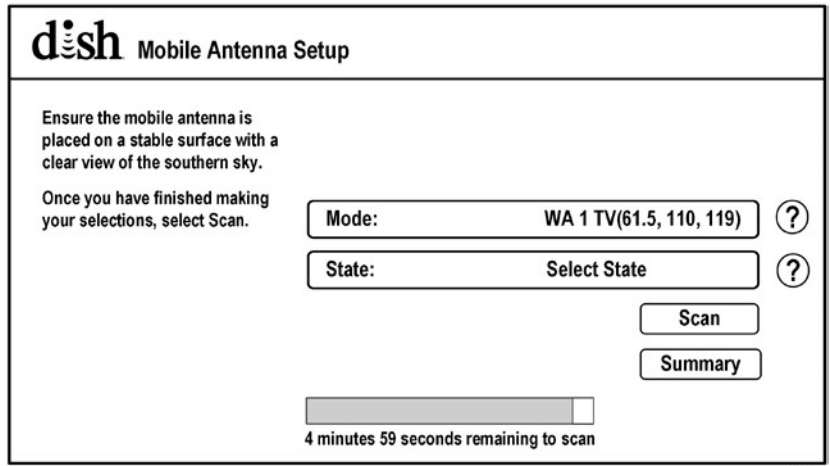 dish Mobile Antenna Setup
Ensure the mobile antenna is
placed on a stable surface with a
clear view of the southern sky.
Once you have finished making
your selections, select Scan.
Mode: WA 1 TV(61.5, 110, 119) ?
State: Select State ?
Scan
Summary
4 minutes 59 seconds remaining to scan